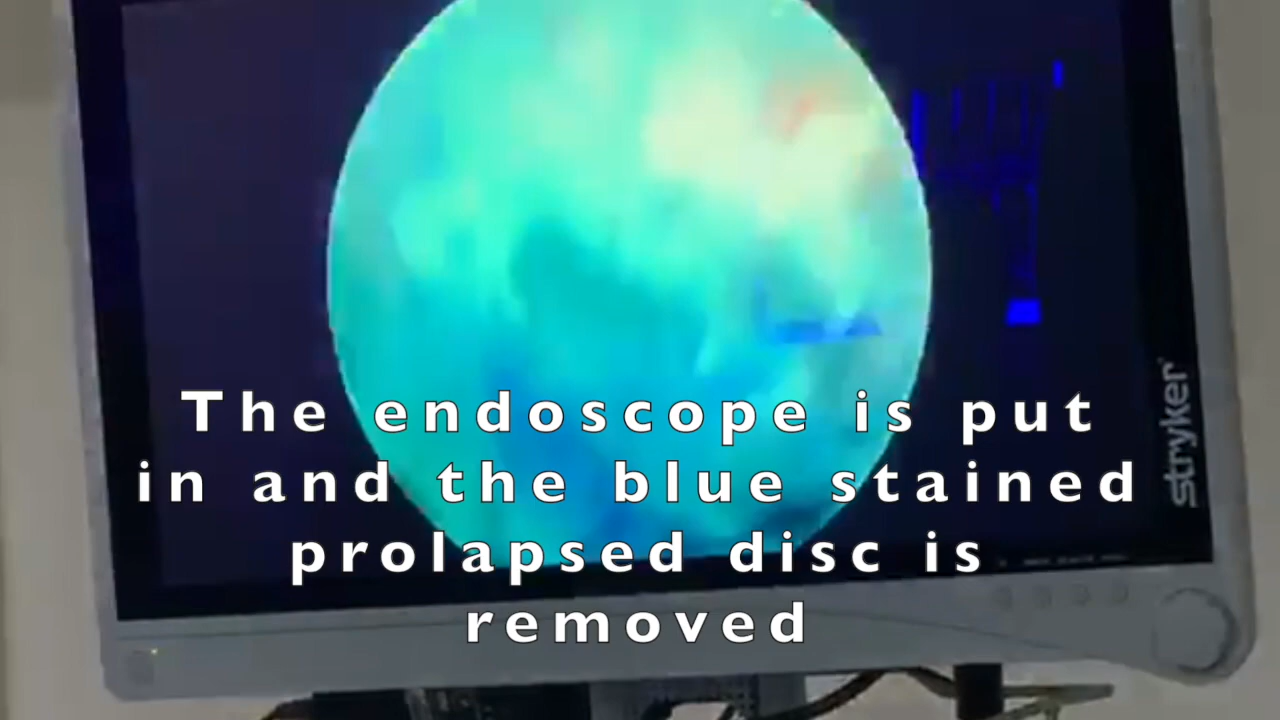 The endoscope is put
in and the blue stained
prolapsed disc is
removed
stryker